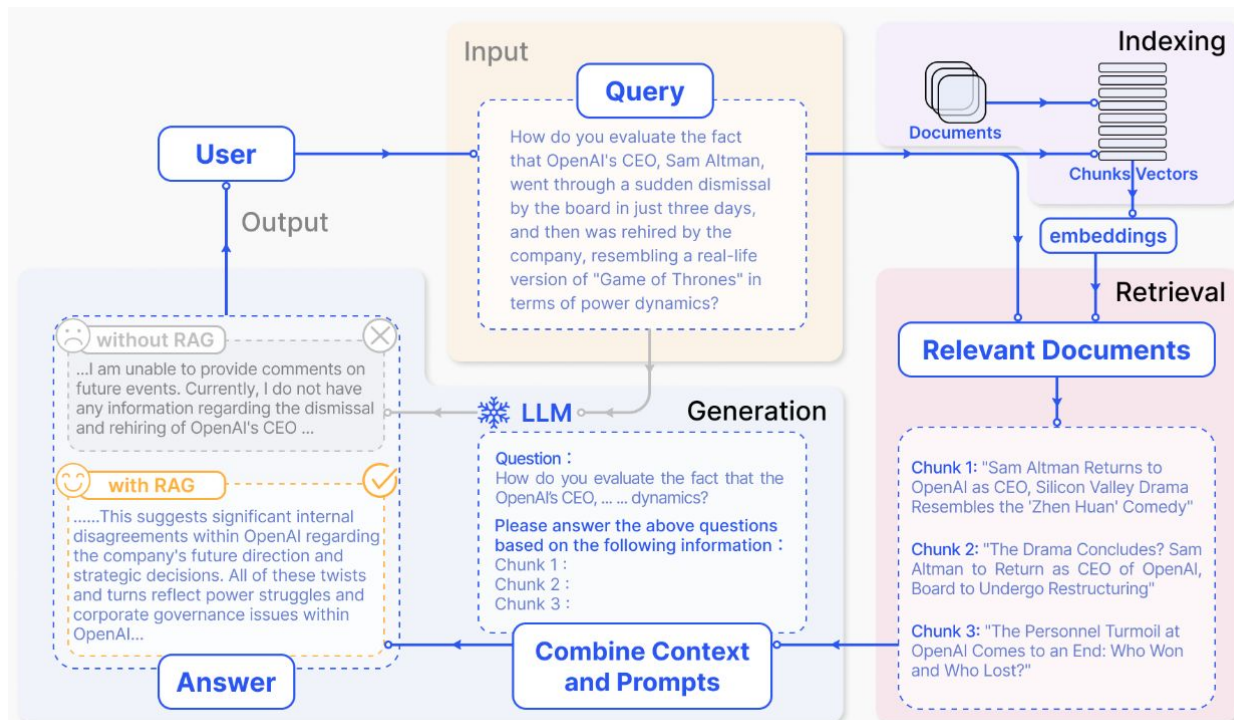 Input
Query
How do you evaluate the fact
that OpenAI's CEO, Sam Altman,
went through a sudden dismissal
by the board in just three days,
and then was rehired by the
company, resembling a real-life
version of "Game of Thrones" in
terms of power dynamics?
Indexing
Documents
Chunks Vectors
embeddings
User
Output
Retrieval
Relevant Documents
Chunk 1: "Sam Altman Returns to
OpenAI as CEO, Silicon Valley Drama
Resembles the 'Zhen Huan' Comedy"
Chunk 2: "The Drama Concludes? Sam
Altman to Return as CEO of OpenAI,
Board to Undergo Restructuring"
Chunk 3: "The Personnel Turmoil at
OpenAI Comes to an End: Who Won
and Who Lost?"
Generation
LLM
Question :
How do you evaluate the fact that the
OpenAI's CEO, ... ... dynamics?
Please answer the above questions
based on the following information :
Chunk 1 :
Chunk 2 :
Chunk 3 :
Combine Context
and Prompts
without RAG
...I am unable to provide comments on
future events. Currently, I do not have
any information regarding the dismissal
and rehiring of OpenAI's CEO ...
with RAG
......This suggests significant internal
disagreements within OpenAI regarding
the company's future direction and
strategic decisions. All of these twists
and turns reflect power struggles and
corporate governance issues within
OpenAI...
Answer